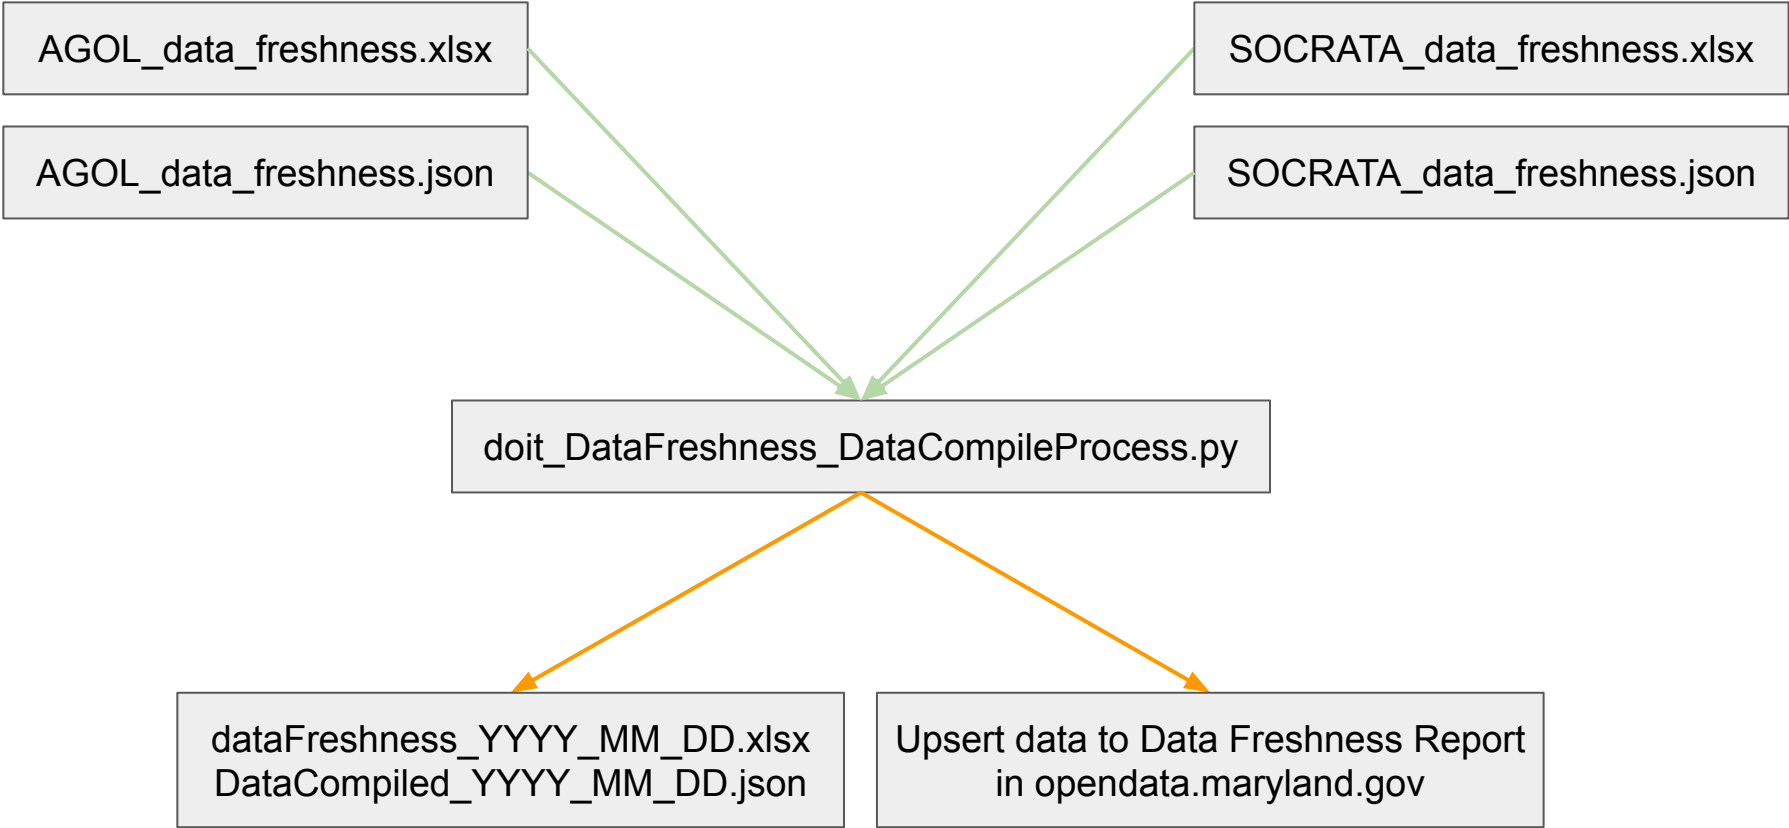 AGOL_data_freshness.xlsx
SOCRATA_data_freshness.xlsx
AGOL_data_freshness.json
SOCRATA_data_freshness.json
doit_DataFreshness_DataCompileProcess.py
dataFreshness_YYYY_MM_DD.xlsx
DataCompiled_YYYY_MM_DD.json
Upsert data to Data Freshness Report
in opendata.maryland.gov